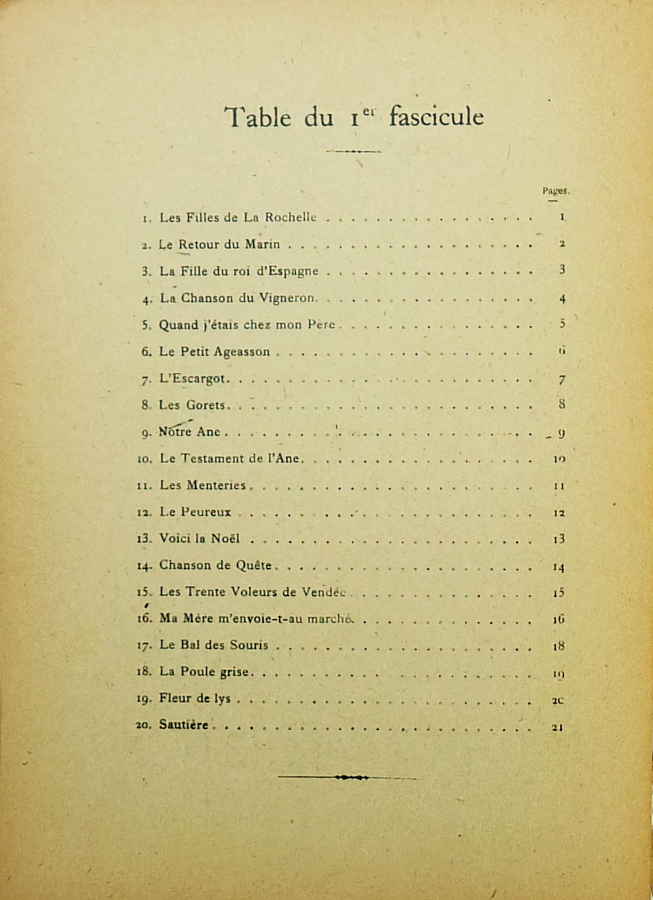 Table du 1er fascicule
Pages.
1. Les Filles de La Rochelle . . . . . . . . . . . . . . . . . 1
2. Le Retour du Marin . . . . . . . . . . . . . . . . . . . . 2
3. La Fille du roi d'Espagne . . . . . . . . . . . . . . . . . 3
4. La Chanson du Vigneron. . . . . . . . . . . . . . . . . . 4
5. Quand j'étais chez mon Père . . . . . . . . . . . . . . . . 5
6. Le Petit Ageasson . . . . . . . . . . . . . . . . . . . . . 6
7. L'Escargot. . . . . . . . . . . . . . . . . . . . . . . . . 7
8. Les Gorets. . . . . . . . . . . . . . . . . . . . . . . . . 8
9. Notre Ane . . . . . . . . . . . . . . . . . . . . . . . . . 9
10. Le Testament de l'Ane. . . . . . . . . . . . . . . . . . . 10
11. Les Menteries . . . . . . . . . . . . . . . . . . . . . . . 11
12. Le Peureux . . . . . . . . . . . . . . . . . . . . . . . . 12
13. Voici la Noël . . . . . . . . . . . . . . . . . . . . . . . 13
14. Chanson de Quête . . . . . . . . . . . . . . . . . . . . . 14
15. Les Trente Voleurs de Vendée . . . . . . . . . . . . . . . 15
16. Ma Mère m'envoie-t-au marché. . . . . . . . . . . . . . . 16
17. Le Bal des Souris . . . . . . . . . . . . . . . . . . . . . 18
18. La Poule grise. . . . . . . . . . . . . . . . . . . . . . . 19
19. Fleur de lys . . . . . . . . . . . . . . . . . . . . . . . . 20
20. Sautière . . . . . . . . . . . . . . . . . . . . . . . . . . 21